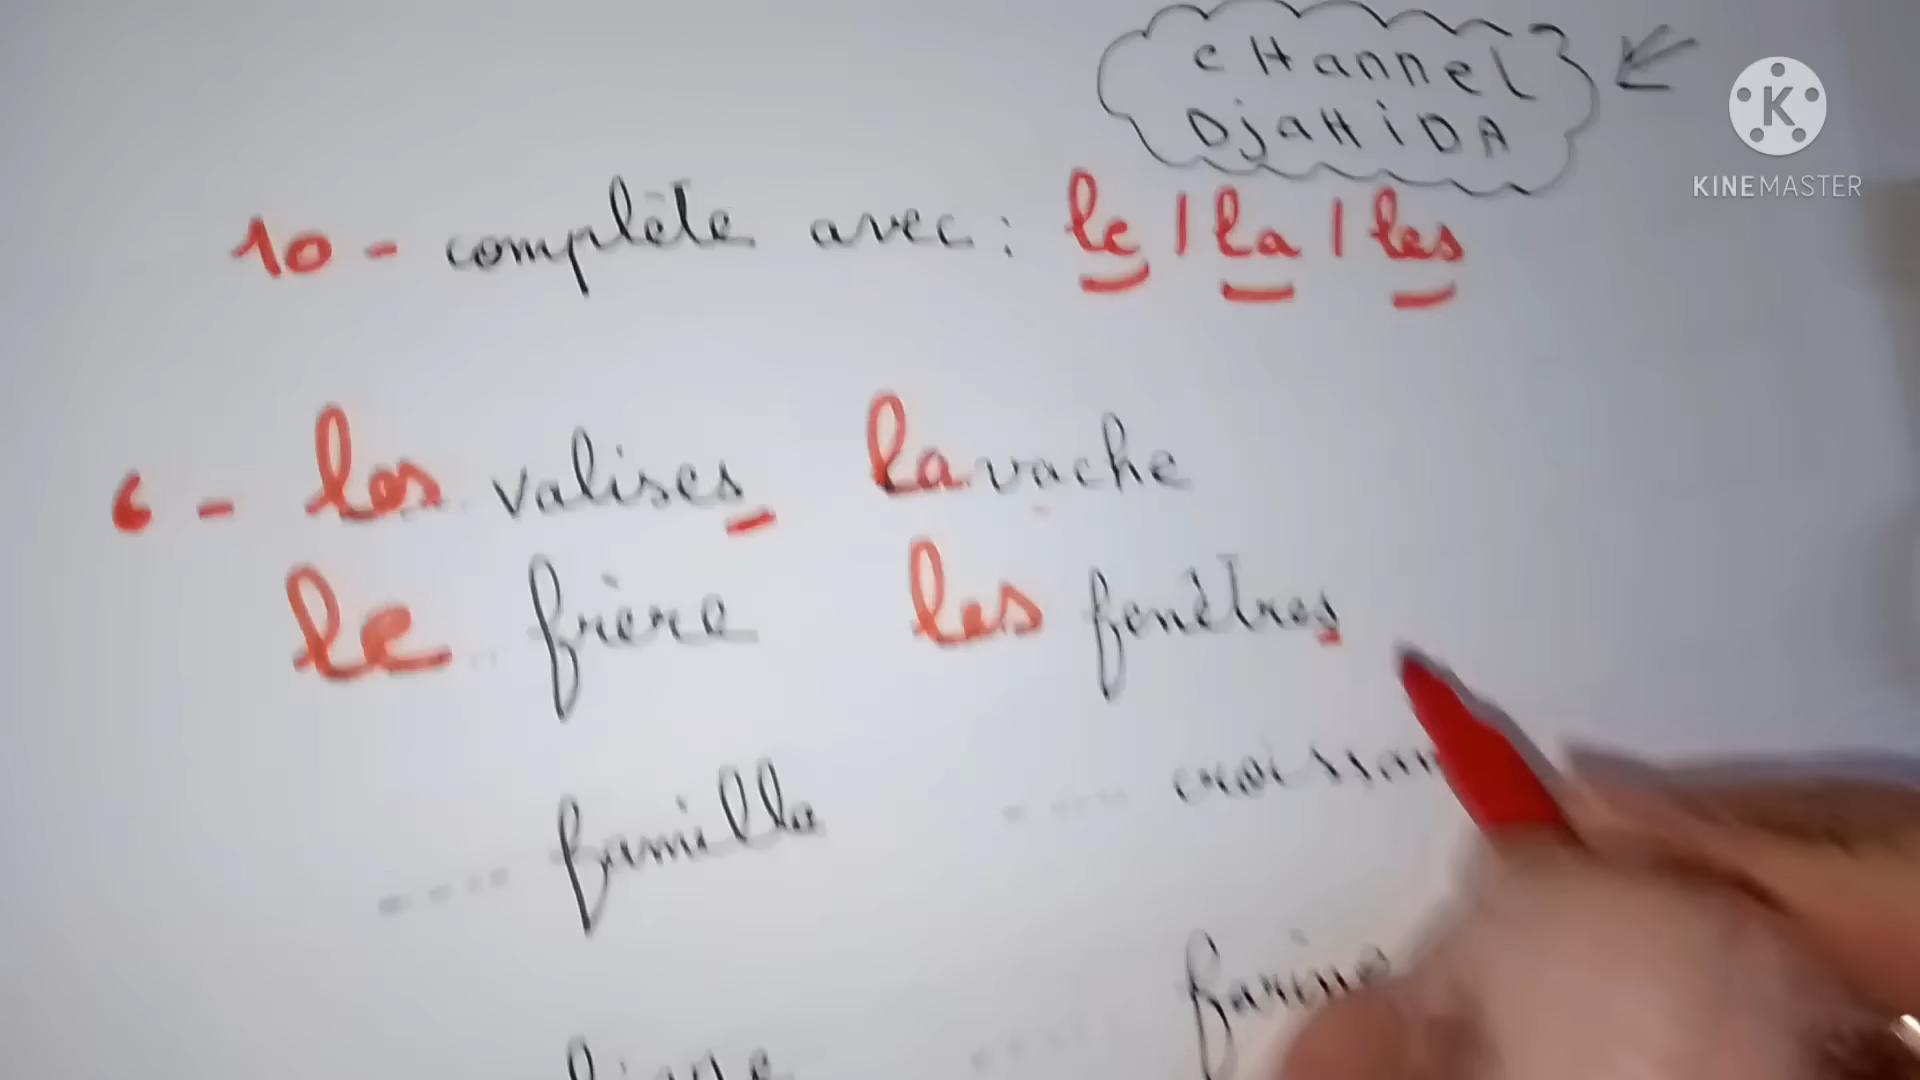 cHannel
DjaHiDA
KINEMASTER
10 - complète avec : le / la / les
6 - les valises la vache
le frère les fenêtres
.... famille .... 
.... farine